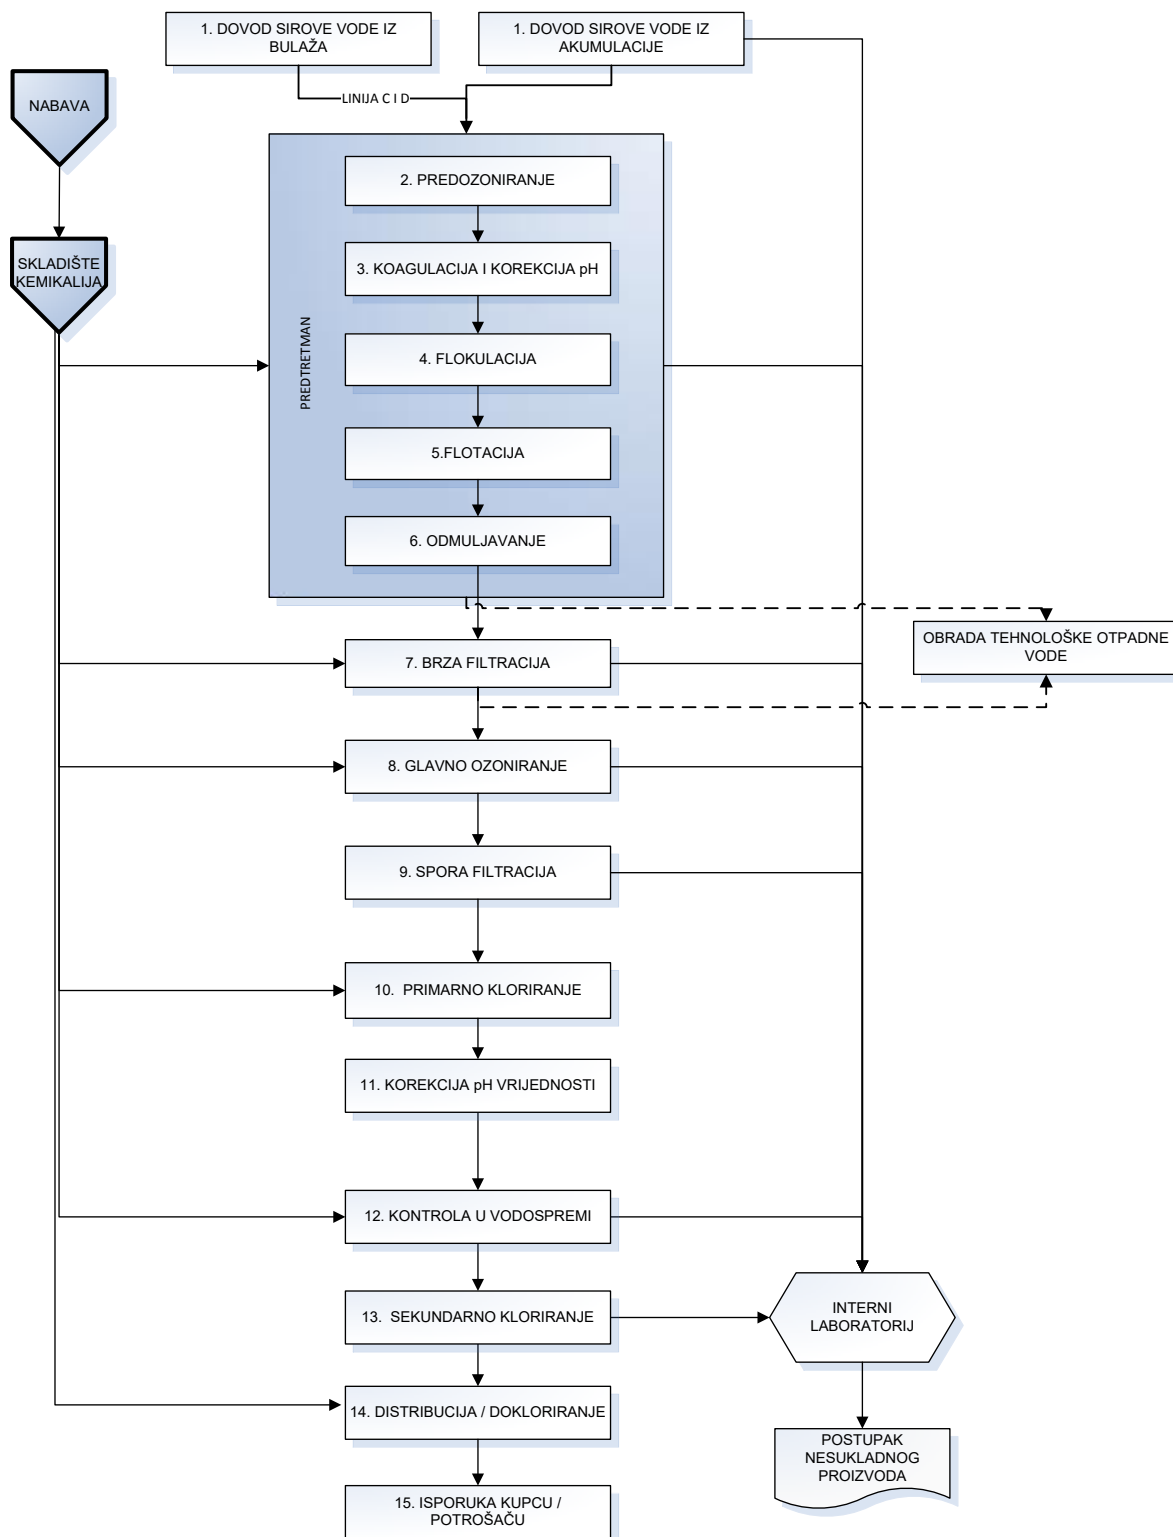 1. DOVOD SIROVE VODE IZ
BULAŽA
1. DOVOD SIROVE VODE IZ
AKUMULACIJE
NABAVA
LINIJA C I D
SKLADIŠTE
KEMIKALIJA
PREDTRETMAN
2. PREDOZONIRANJE
3. KOAGULACIJA I KOREKCIJA pH
4. FLOKULACIJA
5.FLOTACIJA
6. ODMULJAVANJE
OBRADA TEHNOLOŠKE OTPADNE
VODE
7. BRZA FILTRACIJA
8. GLAVNO OZONIRANJE
9. SPORA FILTRACIJA
10. PRIMARNO KLORIRANJE
11. KOREKCIJA pH VRIJEDNOSTI
12. KONTROLA U VODOSPREMI
13. SEKUNDARNO KLORIRANJE
INTERNI
LABORATORIJ
14. DISTRIBUCIJA / DOKLORIRANJE
POSTUPAK
NESUKLADNOG
PROIZVODA
15. ISPORUKA KUPCU /
POTROŠAČU